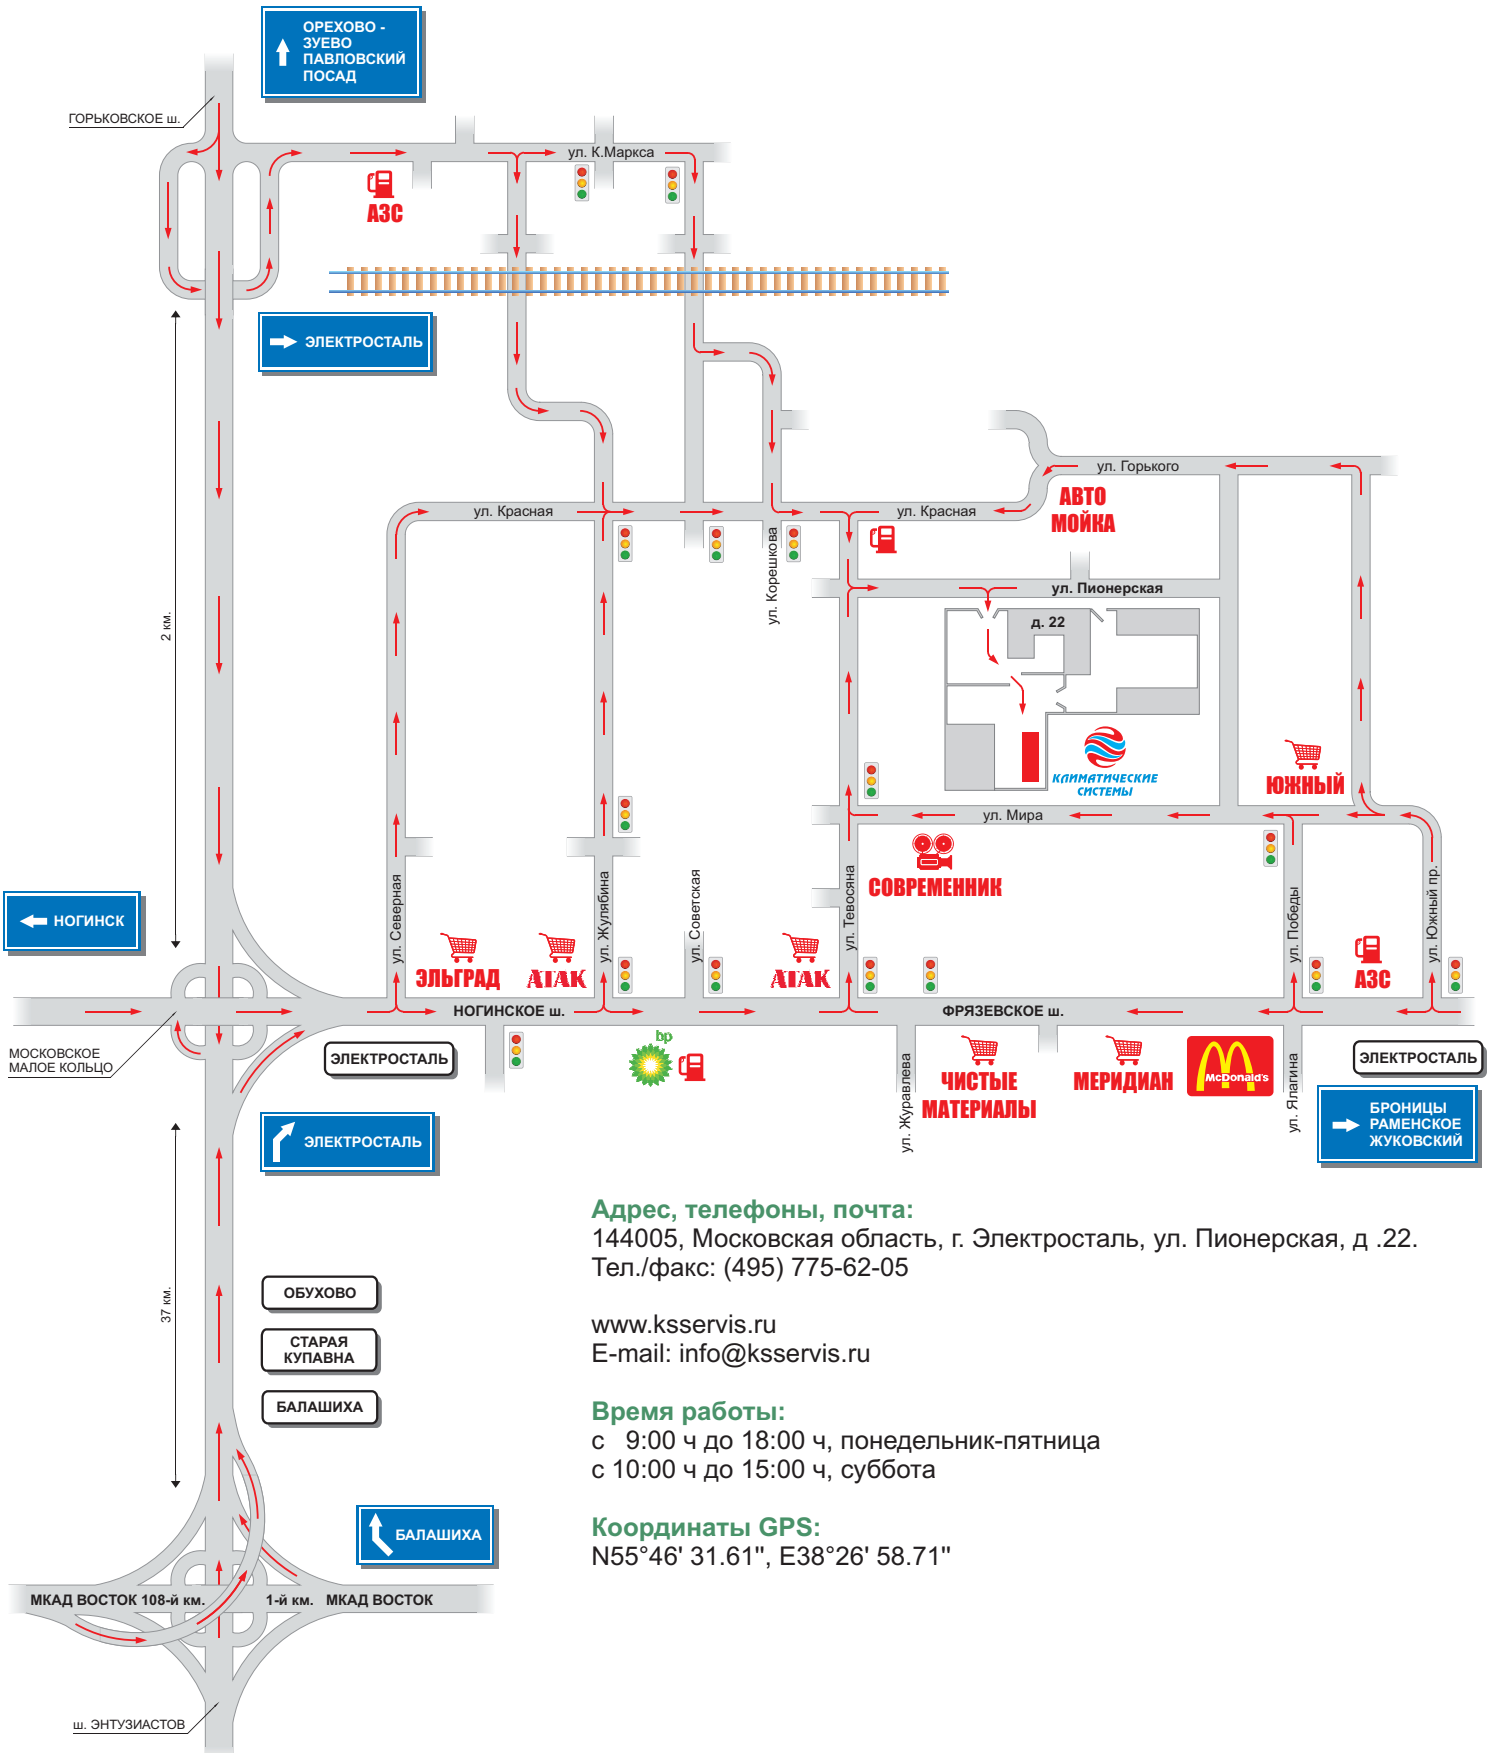 ОРЕХОВО -
ЗУЕВО
ПАВЛОВСКИЙ
ПОСАД
ГОРЬКОВСКОЕ ш.
ул. К.Маркса
АЗС
ЭЛЕКТРОСТАЛЬ
ул. Горького
АВТО
МОЙКА
ул. Красная
ул. Красная
ул. Корешкова
ул. Пионерская
д. 22
2 км.
КЛИМАТИЧЕСКИЕ
СИСТЕМЫ
ЮЖНЫЙ
ул. Мира
СОВРЕМЕННИК
НОГИНСК
ул. Северная
ул. Жулябина
ул. Советская
ул. Тевосяна
ул. Победы
ул. Южный пр.
ЭЛЬГРАД
АТАК
АТАК
АЗС
НОГИНСКОЕ ш.
ФРЯЗЕВСКОЕ ш.
МОСКОВСКОЕ
МАЛОЕ КОЛЬЦО
ЭЛЕКТРОСТАЛЬ
bp
ул. Журавлева
ЧИСТЫЕ
МАТЕРИАЛЫ
МЕРИДИАН
McDonald's
ул. Ялагина
ЭЛЕКТРОСТАЛЬ
БРОНИЦЫ
РАМЕНСКОЕ
ЖУКОВСКИЙ
ЭЛЕКТРОСТАЛЬ
37 км.
ОБУХОВО
СТАРАЯ
КУПАВНА
БАЛАШИХА
БАЛАШИХА
МКАД ВОСТОК 108-й км.
1-й км. МКАД ВОСТОК
ш. ЭНТУЗИАСТОВ
Адрес, телефоны, почта:
144005, Московская область, г. Электросталь, ул. Пионерская, д .22.
Тел./факс: (495) 775-62-05
www.ksservis.ru
E-mail: info@ksservis.ru
Время работы:
с 9:00 ч до 18:00 ч, понедельник-пятница
с 10:00 ч до 15:00 ч, суббота
Координаты GPS:
N55°46' 31.61", E38°26' 58.71"